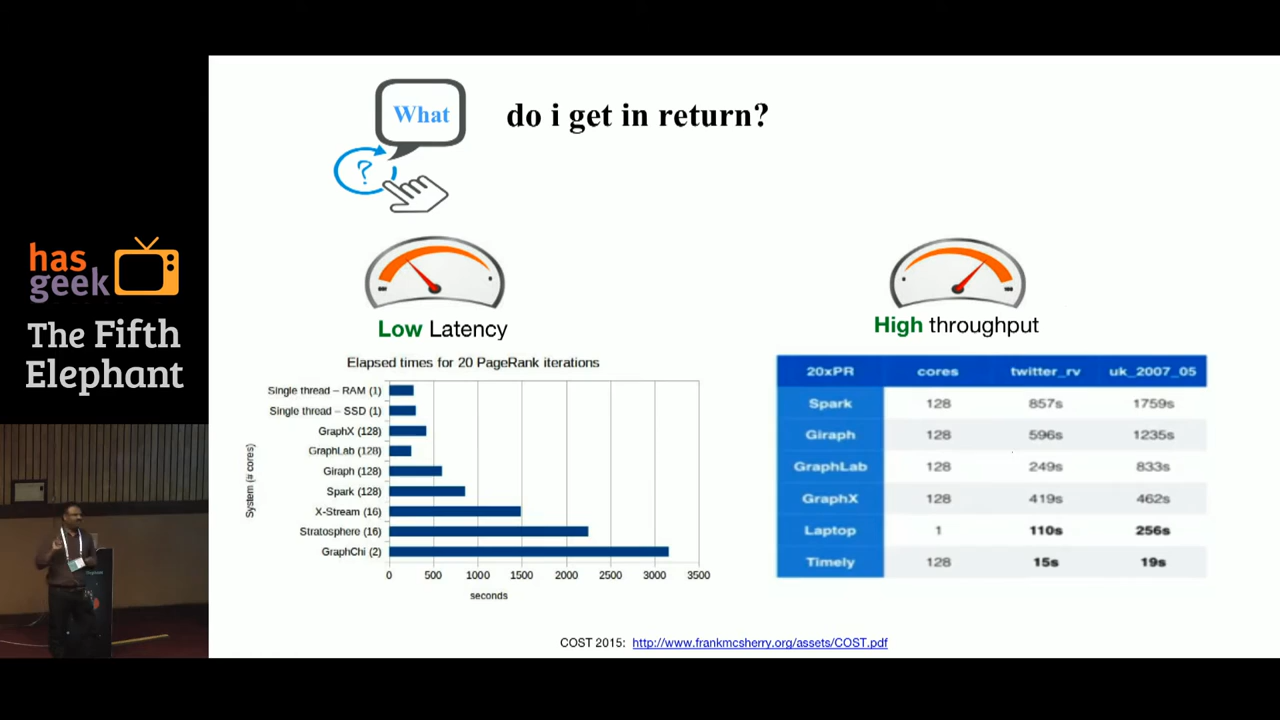 has
geek
The Fifth
Elephant
What
do i get in return?
?
Low Latency
Elapsed times for 20 PageRank iterations
System (# cores)
Single thread – RAM (1)
Single thread – SSD (1)
GraphX (128)
GraphLab (128)
Giraph (128)
Spark (128)
X-Stream (16)
Stratosphere (16)
GraphChi (2)
0 500 1000 1500 2000 2500 3000 3500
seconds
High throughput
20xPR cores twitter_rv uk_2007_05
Spark 128 857s 1759s
Giraph 128 596s 1235s
GraphLab 128 249s 833s
GraphX 128 419s 462s
Laptop 1 110s 256s
Timely 128 15s 19s
COST 2015: http://www.frankmcsherry.org/assets/COST.pdf